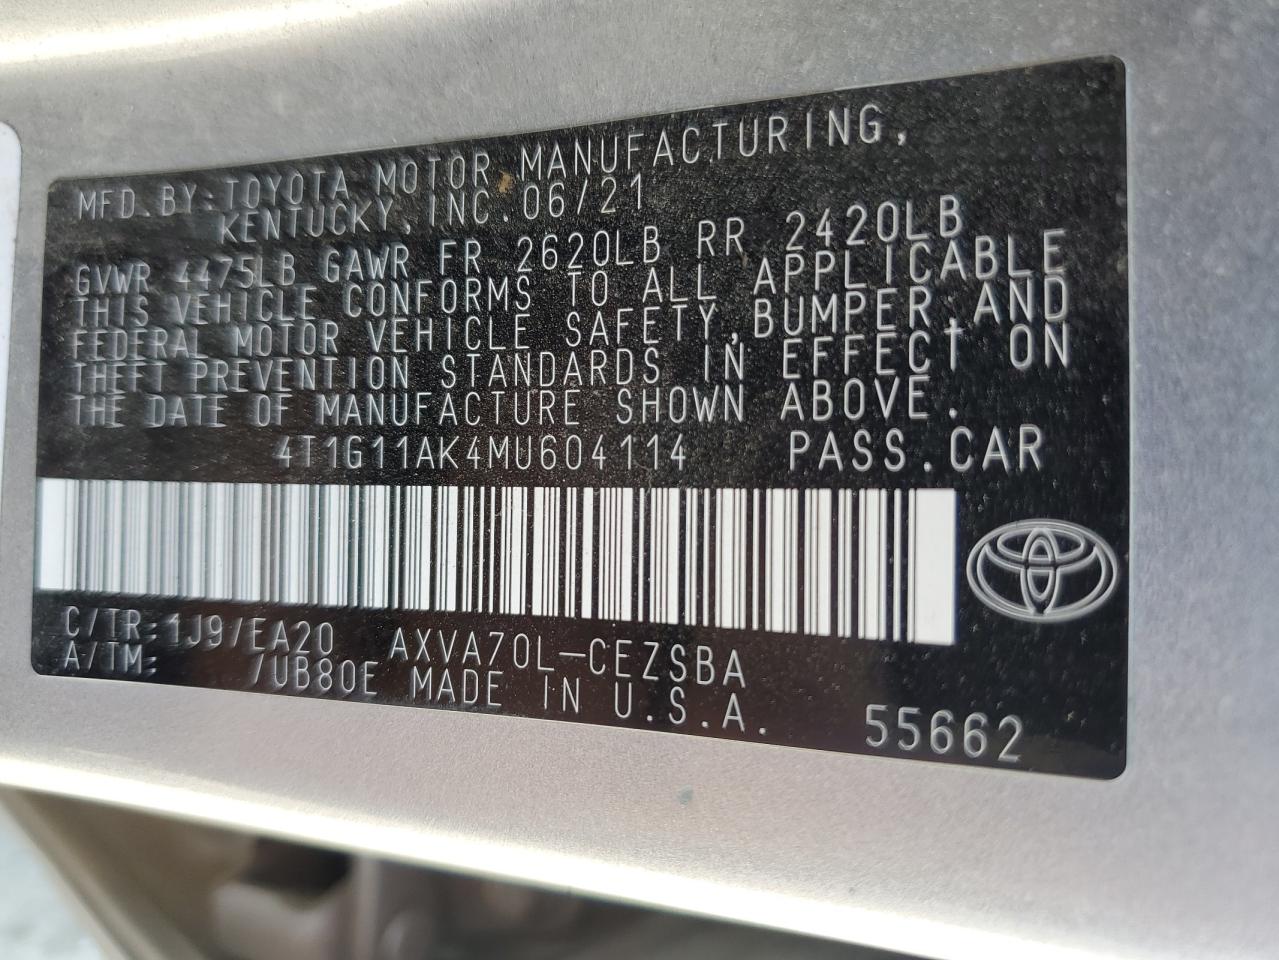 MFD. BY: TOYOTA MOTOR MANUFACTURING,
KENTUCKY, INC. 06/21
GVWR 4475LB GAWR FR 2620LB RR 2420LB
THIS VEHICLE CONFORMS TO ALL APPLICABLE
FEDERAL MOTOR VEHICLE SAFETY, BUMPER, AND
THEFT PREVENTION STANDARDS IN EFFECT ON
THE DATE OF MANUFACTURE SHOWN ABOVE.
4T1G11AK4MU604114 PASS. CAR
C/TR: 1J9/EA20 AXVA70L-CEZSBA
A/TM: /UB80E MADE IN U.S.A. 55662